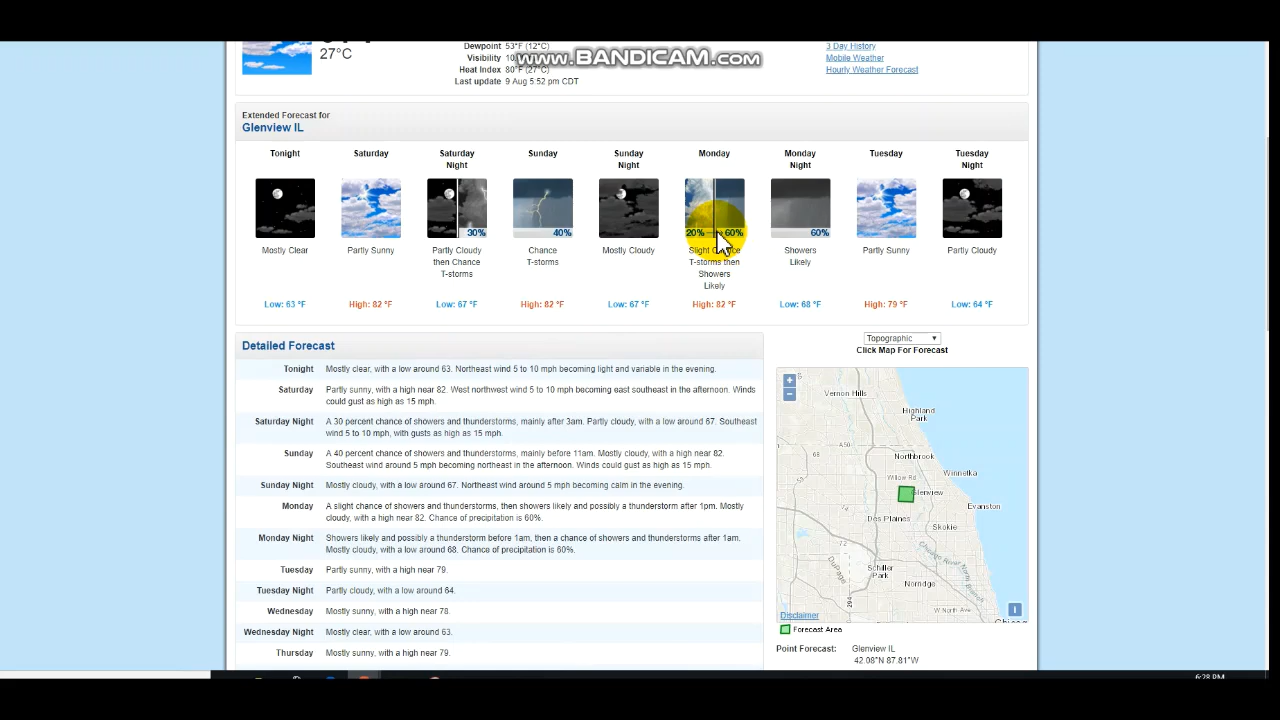 27°C
Dewpoint 53°F (12°C)
Visibility
Heat Index 80°F (27°C)
Last update 9 Aug 5:52 pm CDT
www.BANDICAM.com
3 Day History
Mobile Weather
Hourly Weather Forecast
Extended Forecast for
Glenview IL
Tonight
Saturday
Saturday Night
Sunday
Sunday Night
Monday
Monday Night
Tuesday
Tuesday Night
30%
40%
20%
60%
60%
Mostly Clear
Partly Sunny
Partly Cloudy then Chance T-storms
Chance T-storms
Mostly Cloudy
Slight Chance T-storms then Showers Likely
Showers Likely
Partly Sunny
Partly Cloudy
Low: 63 °F
High: 82 °F
Low: 67 °F
High: 82 °F
Low: 67 °F
High: 82 °F
Low: 68 °F
High: 79 °F
Low: 64 °F
Detailed Forecast
Tonight Mostly clear, with a low around 63. Northeast wind 5 to 10 mph becoming light and variable in the evening.
Saturday Partly sunny, with a high near 82. West northwest wind 5 to 10 mph becoming east southeast in the afternoon. Winds
could gust as high as 15 mph.
Saturday Night A 30 percent chance of showers and thunderstorms, mainly after 3am. Partly cloudy, with a low around 67. Southeast
wind 5 to 10 mph, with gusts as high as 15 mph.
Sunday A 40 percent chance of showers and thunderstorms, mainly before 11am. Mostly cloudy, with a high near 82.
Southeast wind around 5 mph becoming northeast in the afternoon. Winds could gust as high as 15 mph.
Sunday Night Mostly cloudy, with a low around 67. Northeast wind around 5 mph becoming calm in the evening.
Monday A slight chance of showers and thunderstorms, then showers likely and possibly a thunderstorm after 1pm. Mostly
cloudy, with a high near 82. Chance of precipitation is 60%.
Monday Night Showers likely and possibly a thunderstorm before 1am, then a chance of showers and thunderstorms after 1am.
Mostly cloudy, with a low around 68. Chance of precipitation is 60%.
Tuesday Partly sunny, with a high near 79.
Tuesday Night Partly cloudy, with a low around 64.
Wednesday Mostly sunny, with a high near 78.
Wednesday Night Mostly clear, with a low around 63.
Thursday Mostly sunny, with a high near 79.
Topographic
Click Map For Forecast
+
−
Vernon Hills
Highland
Park
A50
68
Northbrook
Willow Rd
Winnetka
Glenview
Evanston
Des Plaines
Skokie
72
DuPage
Schiller
Park
Chicago River North Branch
Norridge
294
W North Ave
Disclaimer
i
Forecast Area
Point Forecast: Glenview IL
42.08°N 87.81°W
6:28 PM